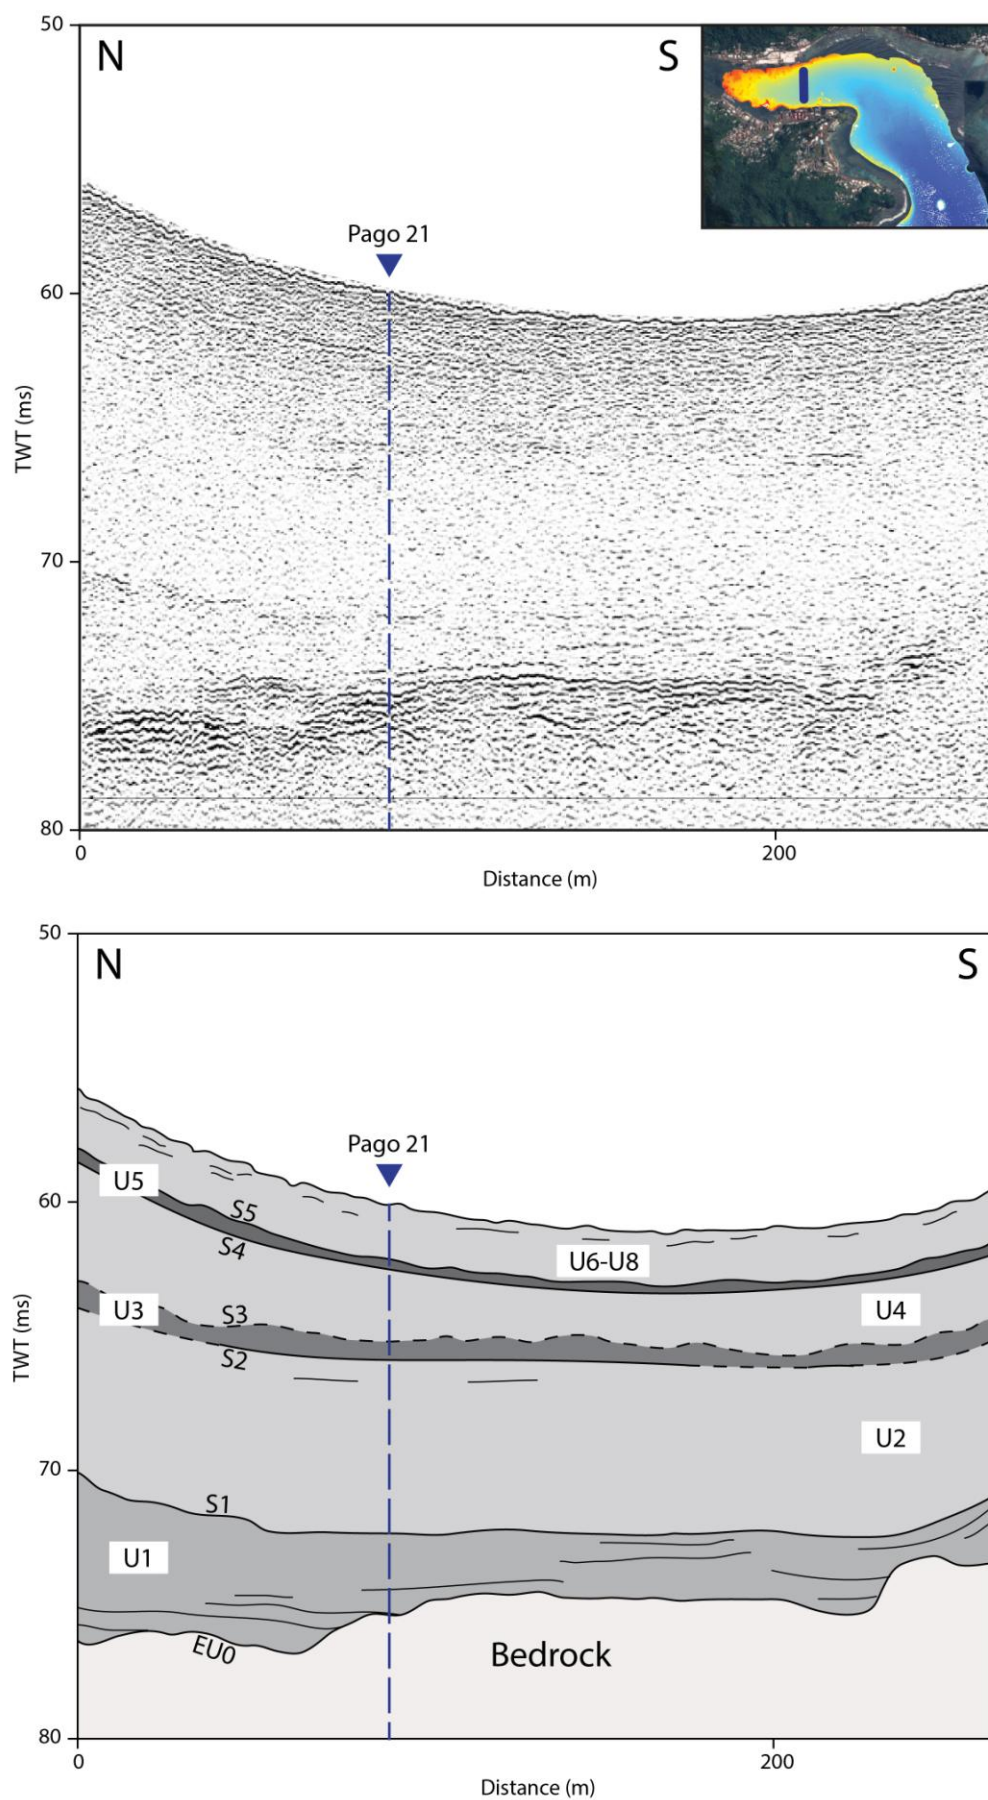 50
N
S
Pago 21
60
TWT (ms)
70
80
0
200
Distance (m)
50
N
S
Pago 21
60
U5
S5
S4
U6-U8
U3
S3
U4
TWT (ms)
S2
U2
70
S1
U1
EU0
Bedrock
80
0
200
Distance (m)